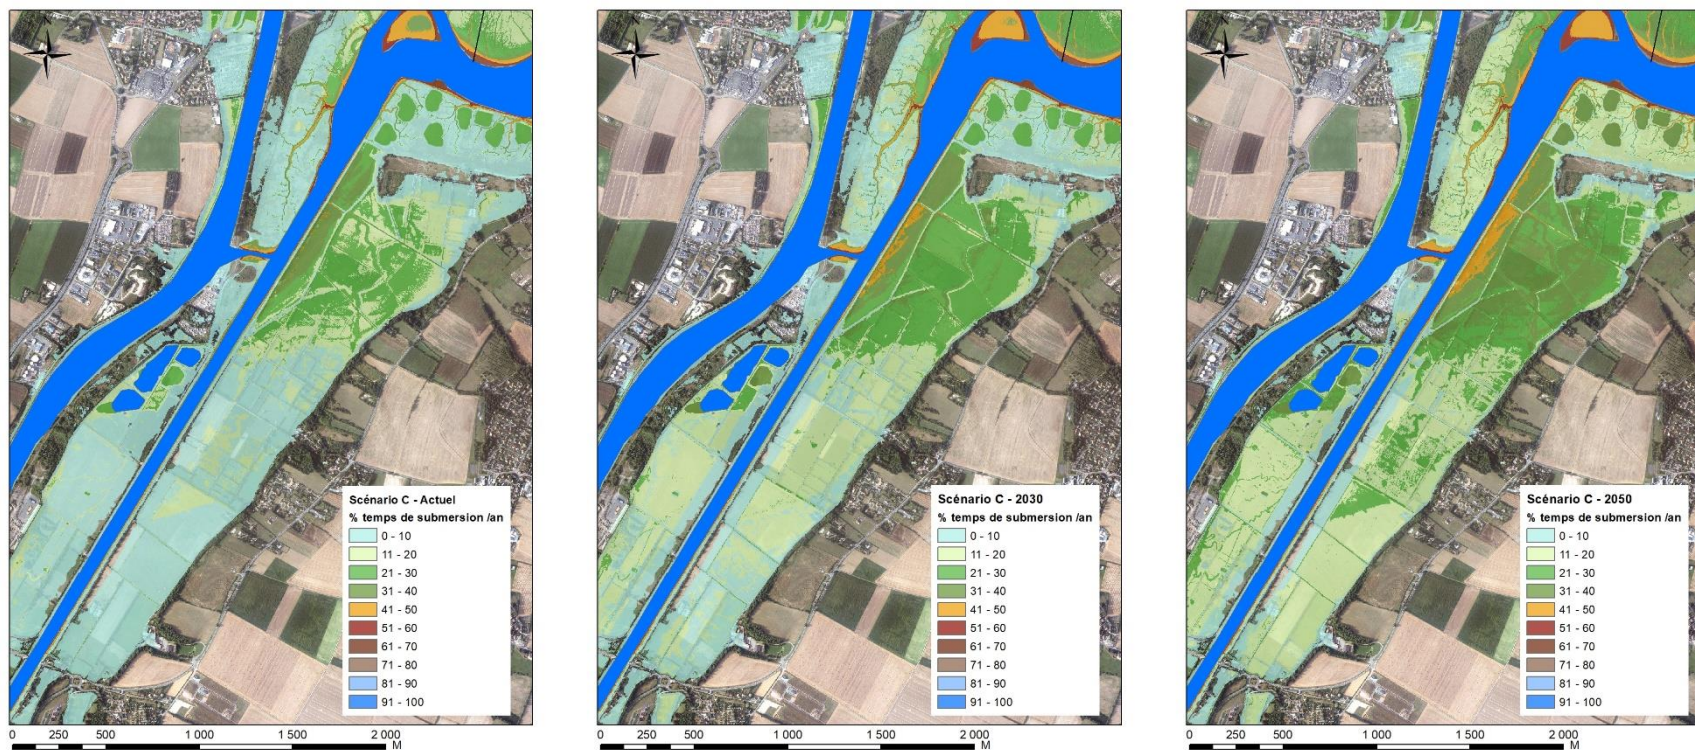 N
Scénario C - Actuel
% temps de submersion /an
0 - 10
11 - 20
21 - 30
31 - 40
41 - 50
51 - 60
61 - 70
71 - 80
81 - 90
91 - 100
0 250 500 1 000 1 500 2 000
M
N
Scénario C - 2030
% temps de submersion /an
0 - 10
11 - 20
21 - 30
31 - 40
41 - 50
51 - 60
61 - 70
71 - 80
81 - 90
91 - 100
0 250 500 1 000 1 500 2 000
M
N
Scénario C - 2050
% temps de submersion /an
0 - 10
11 - 20
21 - 30
31 - 40
41 - 50
51 - 60
61 - 70
71 - 80
81 - 90
91 - 100
0 250 500 1 000 1 500 2 000
M